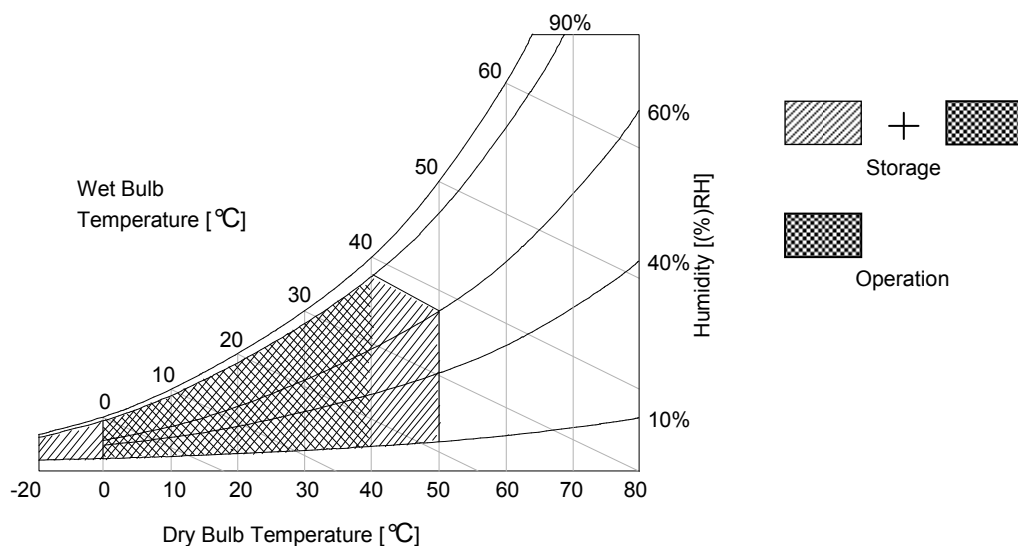 90%
60
60%
50
Storage
Wet Bulb
Temperature [℃]
40
40%
Humidity [(%)RH]
Operation
30
20
10
0
10%
-20 0 10 20 30 40 50 60 70 80
Dry Bulb Temperature [℃]